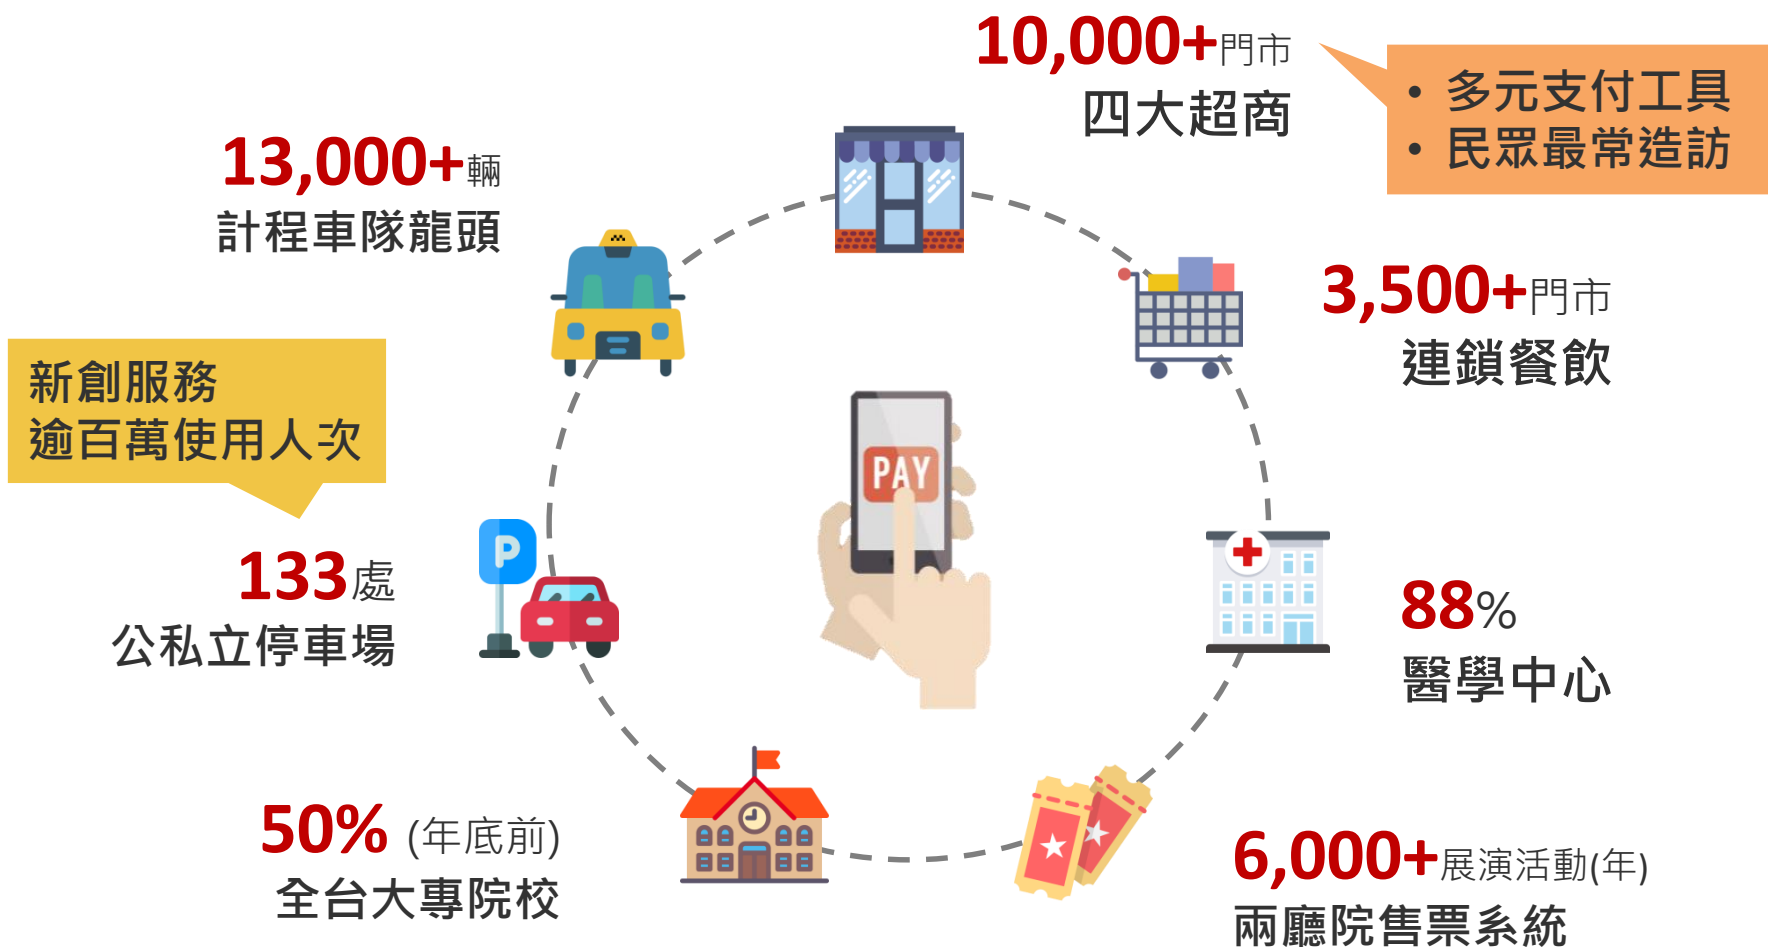 10,000+門市
四大超商
• 多元支付工具
• 民眾最常造訪
13,000+輛
計程車隊龍頭
3,500+門市
連鎖餐飲
新創服務
逾百萬使用人次
PAY
P
133處
公私立停車場
88%
醫學中心
50% (年底前)
全台大專院校
6,000+展演活動(年)
兩廳院售票系統